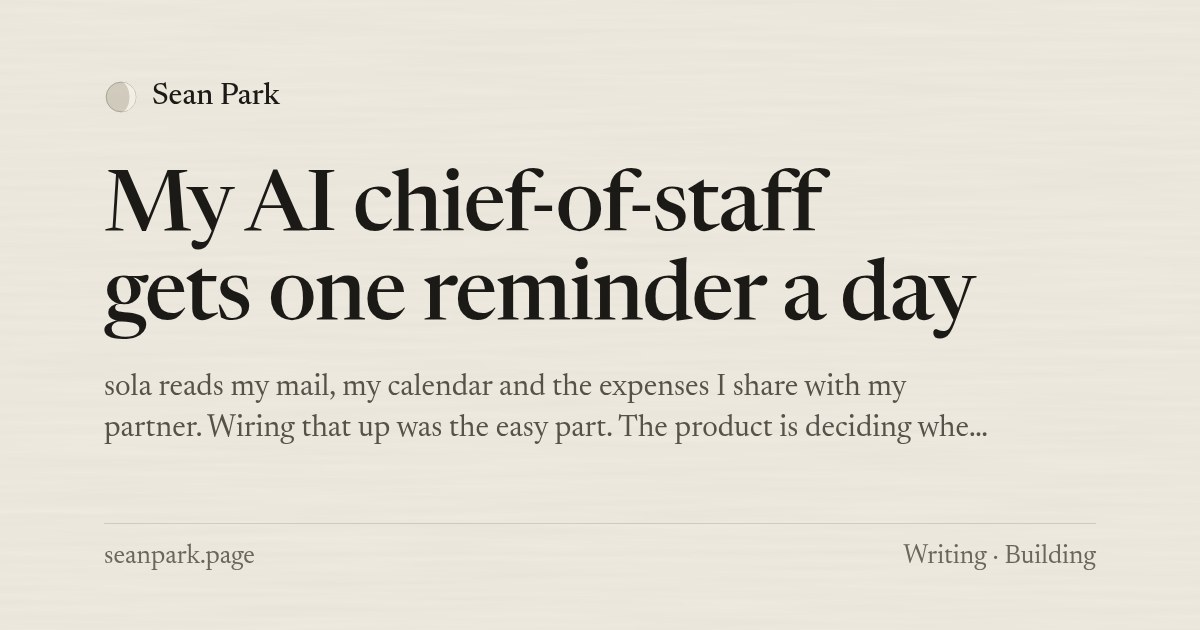 Sean Park
My AI chief-of-staff
gets one reminder a day
sola reads my mail, my calendar and the expenses I share with my
partner. Wiring that up was the easy part. The product is deciding whe...
seanpark.page
Writing · Building